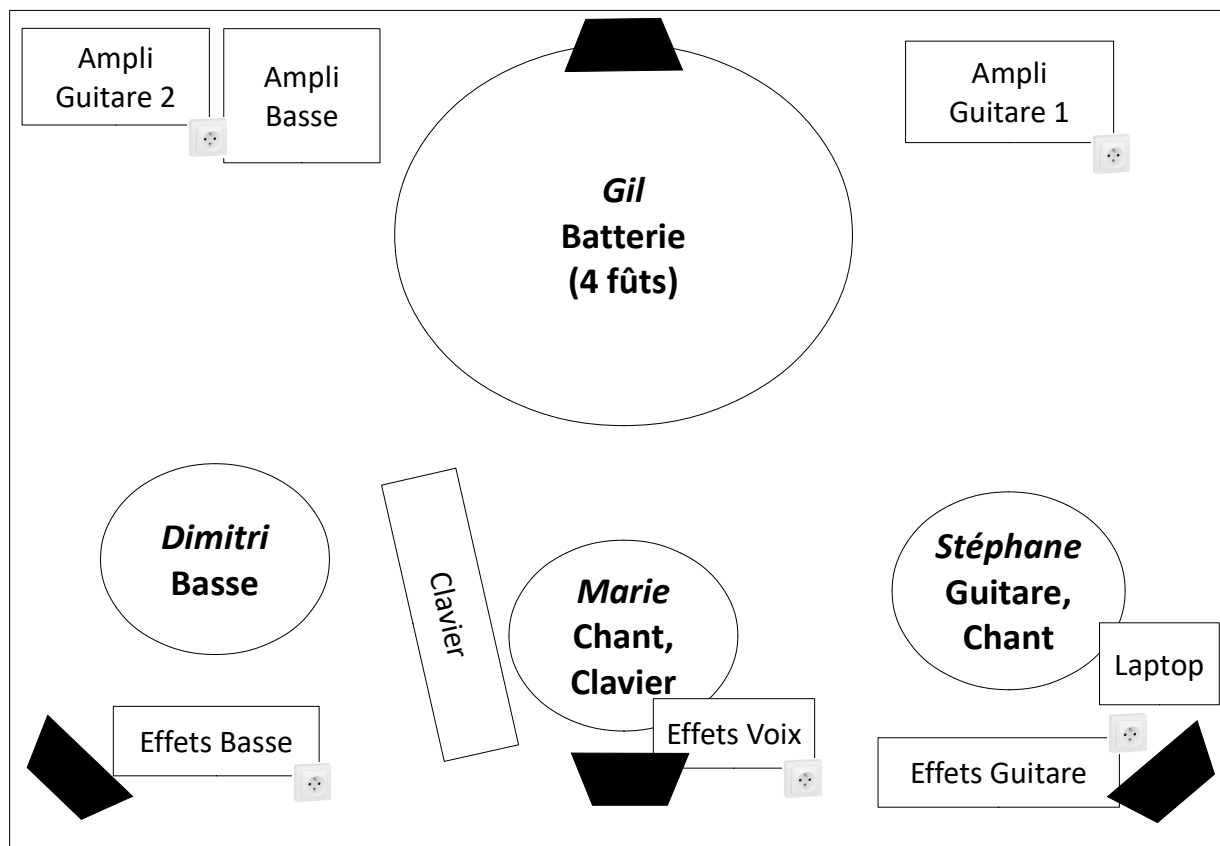 Ampli
Guitare 2
Ampli
Basse
Ampli
Guitare 1
Gil
Batterie
(4 fûts)
Dimitri
Basse
Clavier
Marie
Chant,
Clavier
Stéphane
Guitare,
Chant
Laptop
Effets Basse
Effets Voix
Effets Guitare